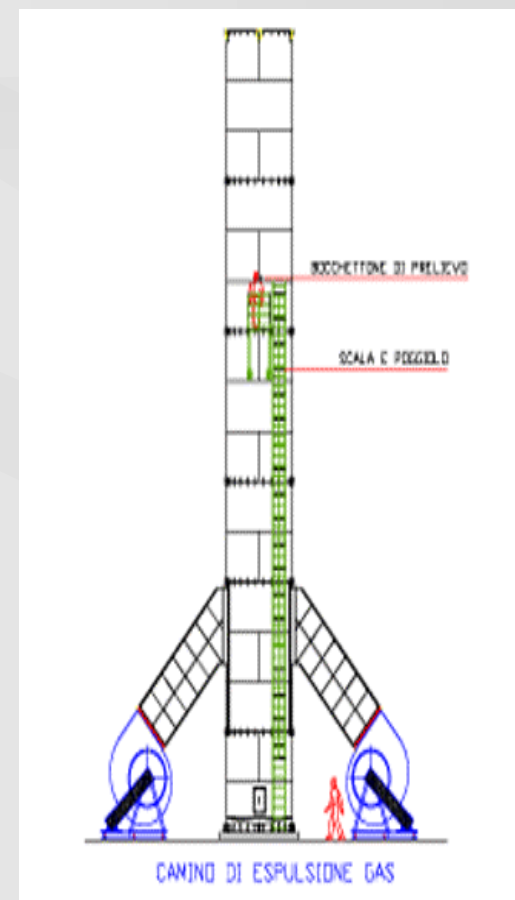 BOCCHETTONE DI PRELIEVO
SCALA E POGGIOLO
CAMINO DI ESPULSIONE GAS